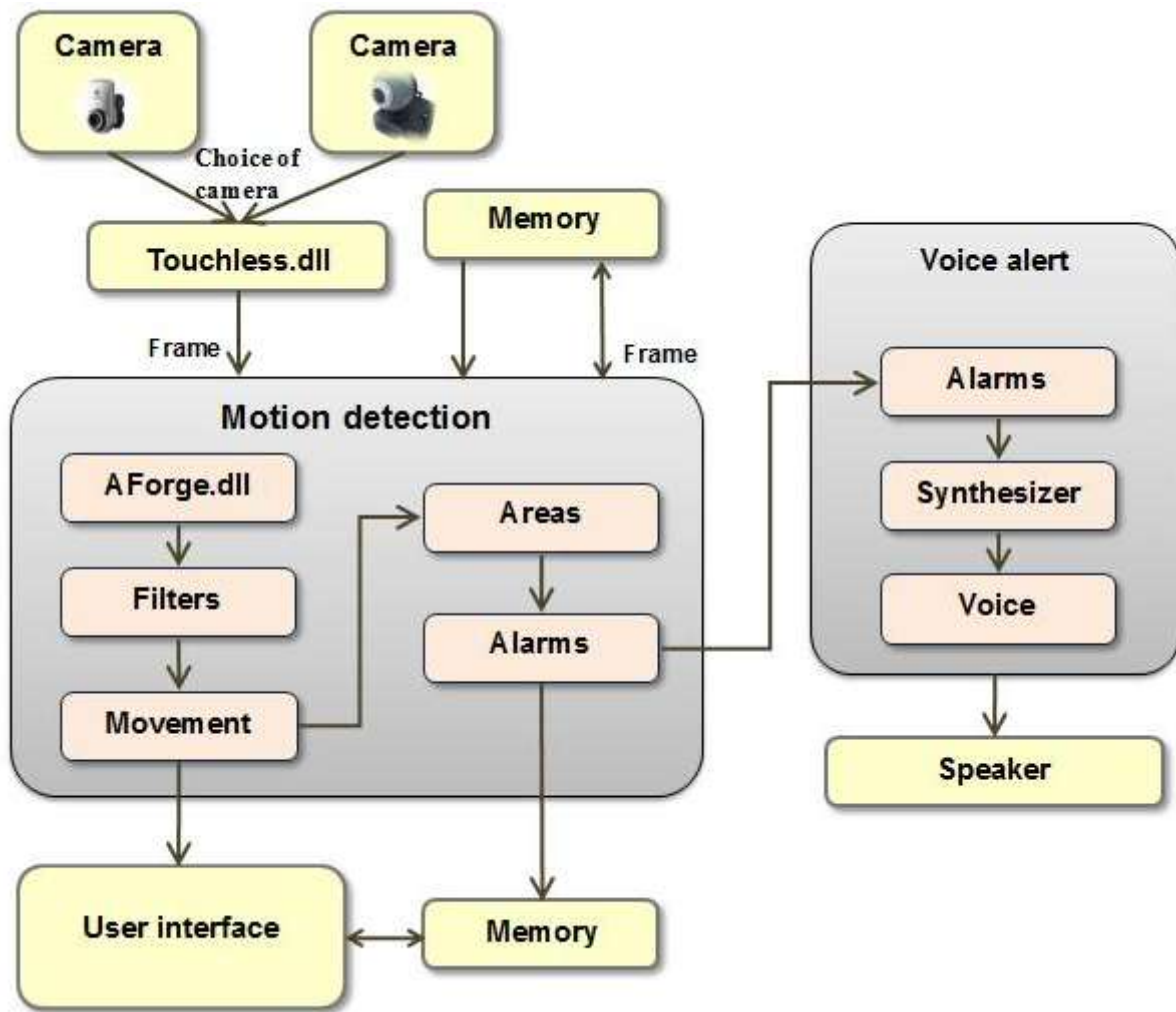 Camera
Camera
Choice of
camera
Touchless.dll
Memory
Frame
Frame
Motion detection
AForge.dll
Filters
Movement
Areas
Alarms
Voice alert
Alarms
Synthesizer
Voice
Speaker
User interface
Memory